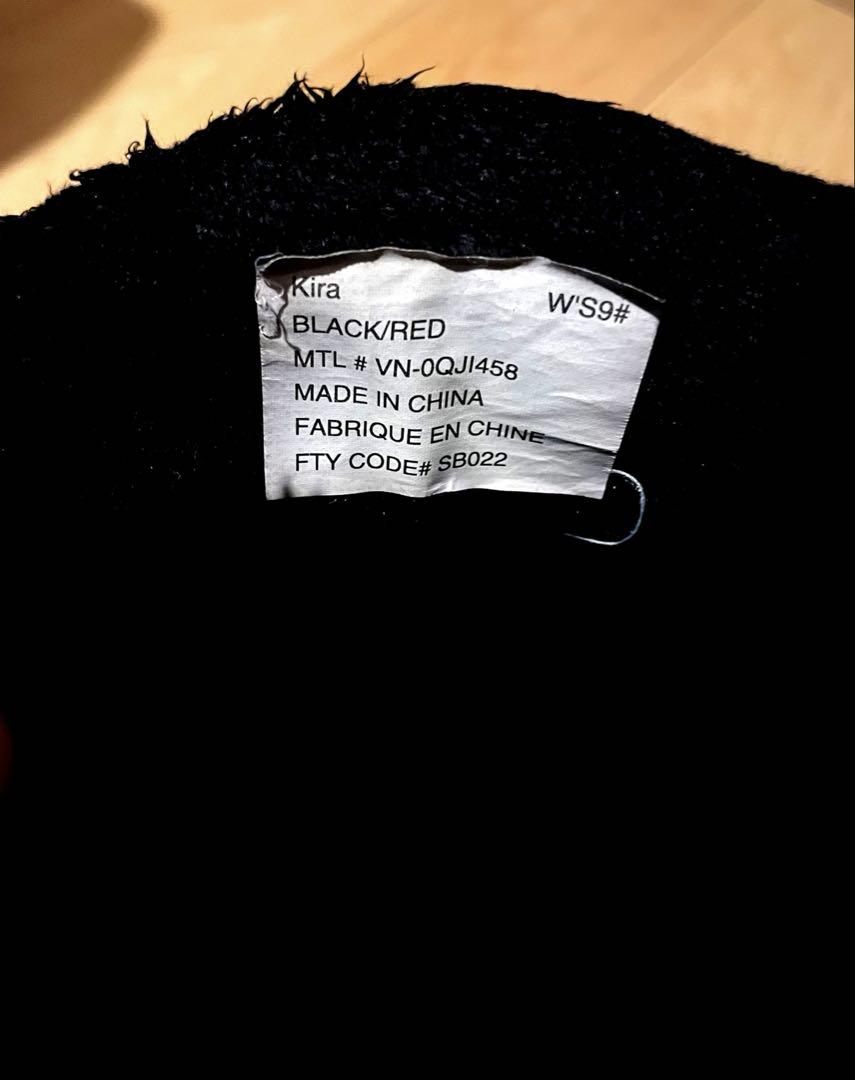 Kira W'S9#
BLACK/RED
MTL # VN-0QJI458
MADE IN CHINA
FABRIQUE EN CHINE
FTY CODE# SB022